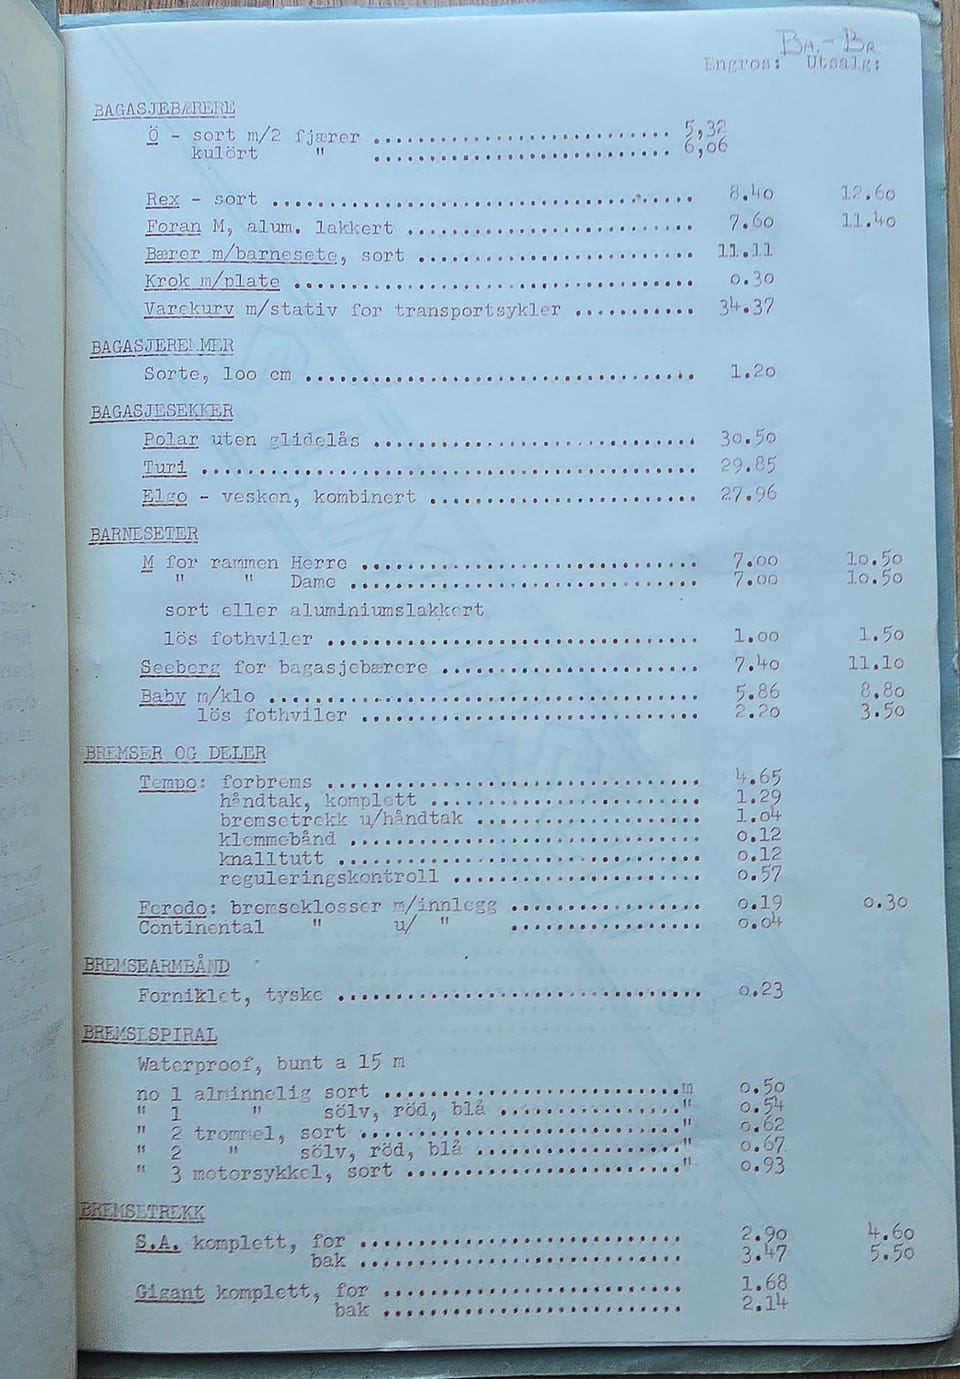 BA.- BR.
Engros: Utsalg:
BAGASJEBÆRERE
Ö - sort m/2 fjærer .............................. 5,32
kulört " .............................. 6,06
Rex - sort ........................................ 8.40 12.60
Foran M, alum. lakkert ............................. 7.60 11.40
Bærer m/barnesete, sort ............................ 11.11
Krok m/plate ........................................ 0.30
Varekurv m/stativ for transportsykler ........... 34.37
BAGASJEREMMER
Sorte, loo cm ........................................ 1.20
BAGASJESEKKER
Polar uten glidelås ................................. 30.50
Turi .................................................. 29.85
Elgo - vesken, kombinert ........................... 27.96
BARNESETER
M for rammen Herre .................................... 7.00 10.50
" " Dame .................................... 7.00 10.50
sort eller aluminiumslakkert
lös fothviler ...................................... 1.00 1.50
Seeberg for bagasjebærere .......................... 7.40 11.10
Baby m/klo ............................................ 5.86 8.80
lös fothviler .................................. 2.20 3.50
BREMSER OG DELER
Tempo: forbrems ...................................... 4.65
håndtak, komplett ........................... 1.29
bremsetrekk u/håndtak ....................... 1.04
klemmebånd .................................... 0.12
knalltutt ..................................... 0.12
reguleringskontroll ......................... 0.57
Ferodo: bremseklosser m/innlegg .................... 0.19 0.30
Continental " u/ " .................... 0.04
BREMSEARMBÅND
Forniklet, tyske ..................................... 0.23
BREMSESPIRAL
Waterproof, bunt a 15 m
no 1 alminnelig sort ...........................m 0.50
" 1 " sölv, röd, blå ..................." 0.54
" 2 trommel, sort ................................." 0.62
" 2 " sölv, röd, blå ....................." 0.67
" 3 motorsykkel, sort ............................" 0.93
BREMSETREKK
S.A. komplett, for ................................. 2.90 4.60
bak ................................. 3.47 5.50
Gigant komplett, for ............................... 1.68
bak ............................... 2.14